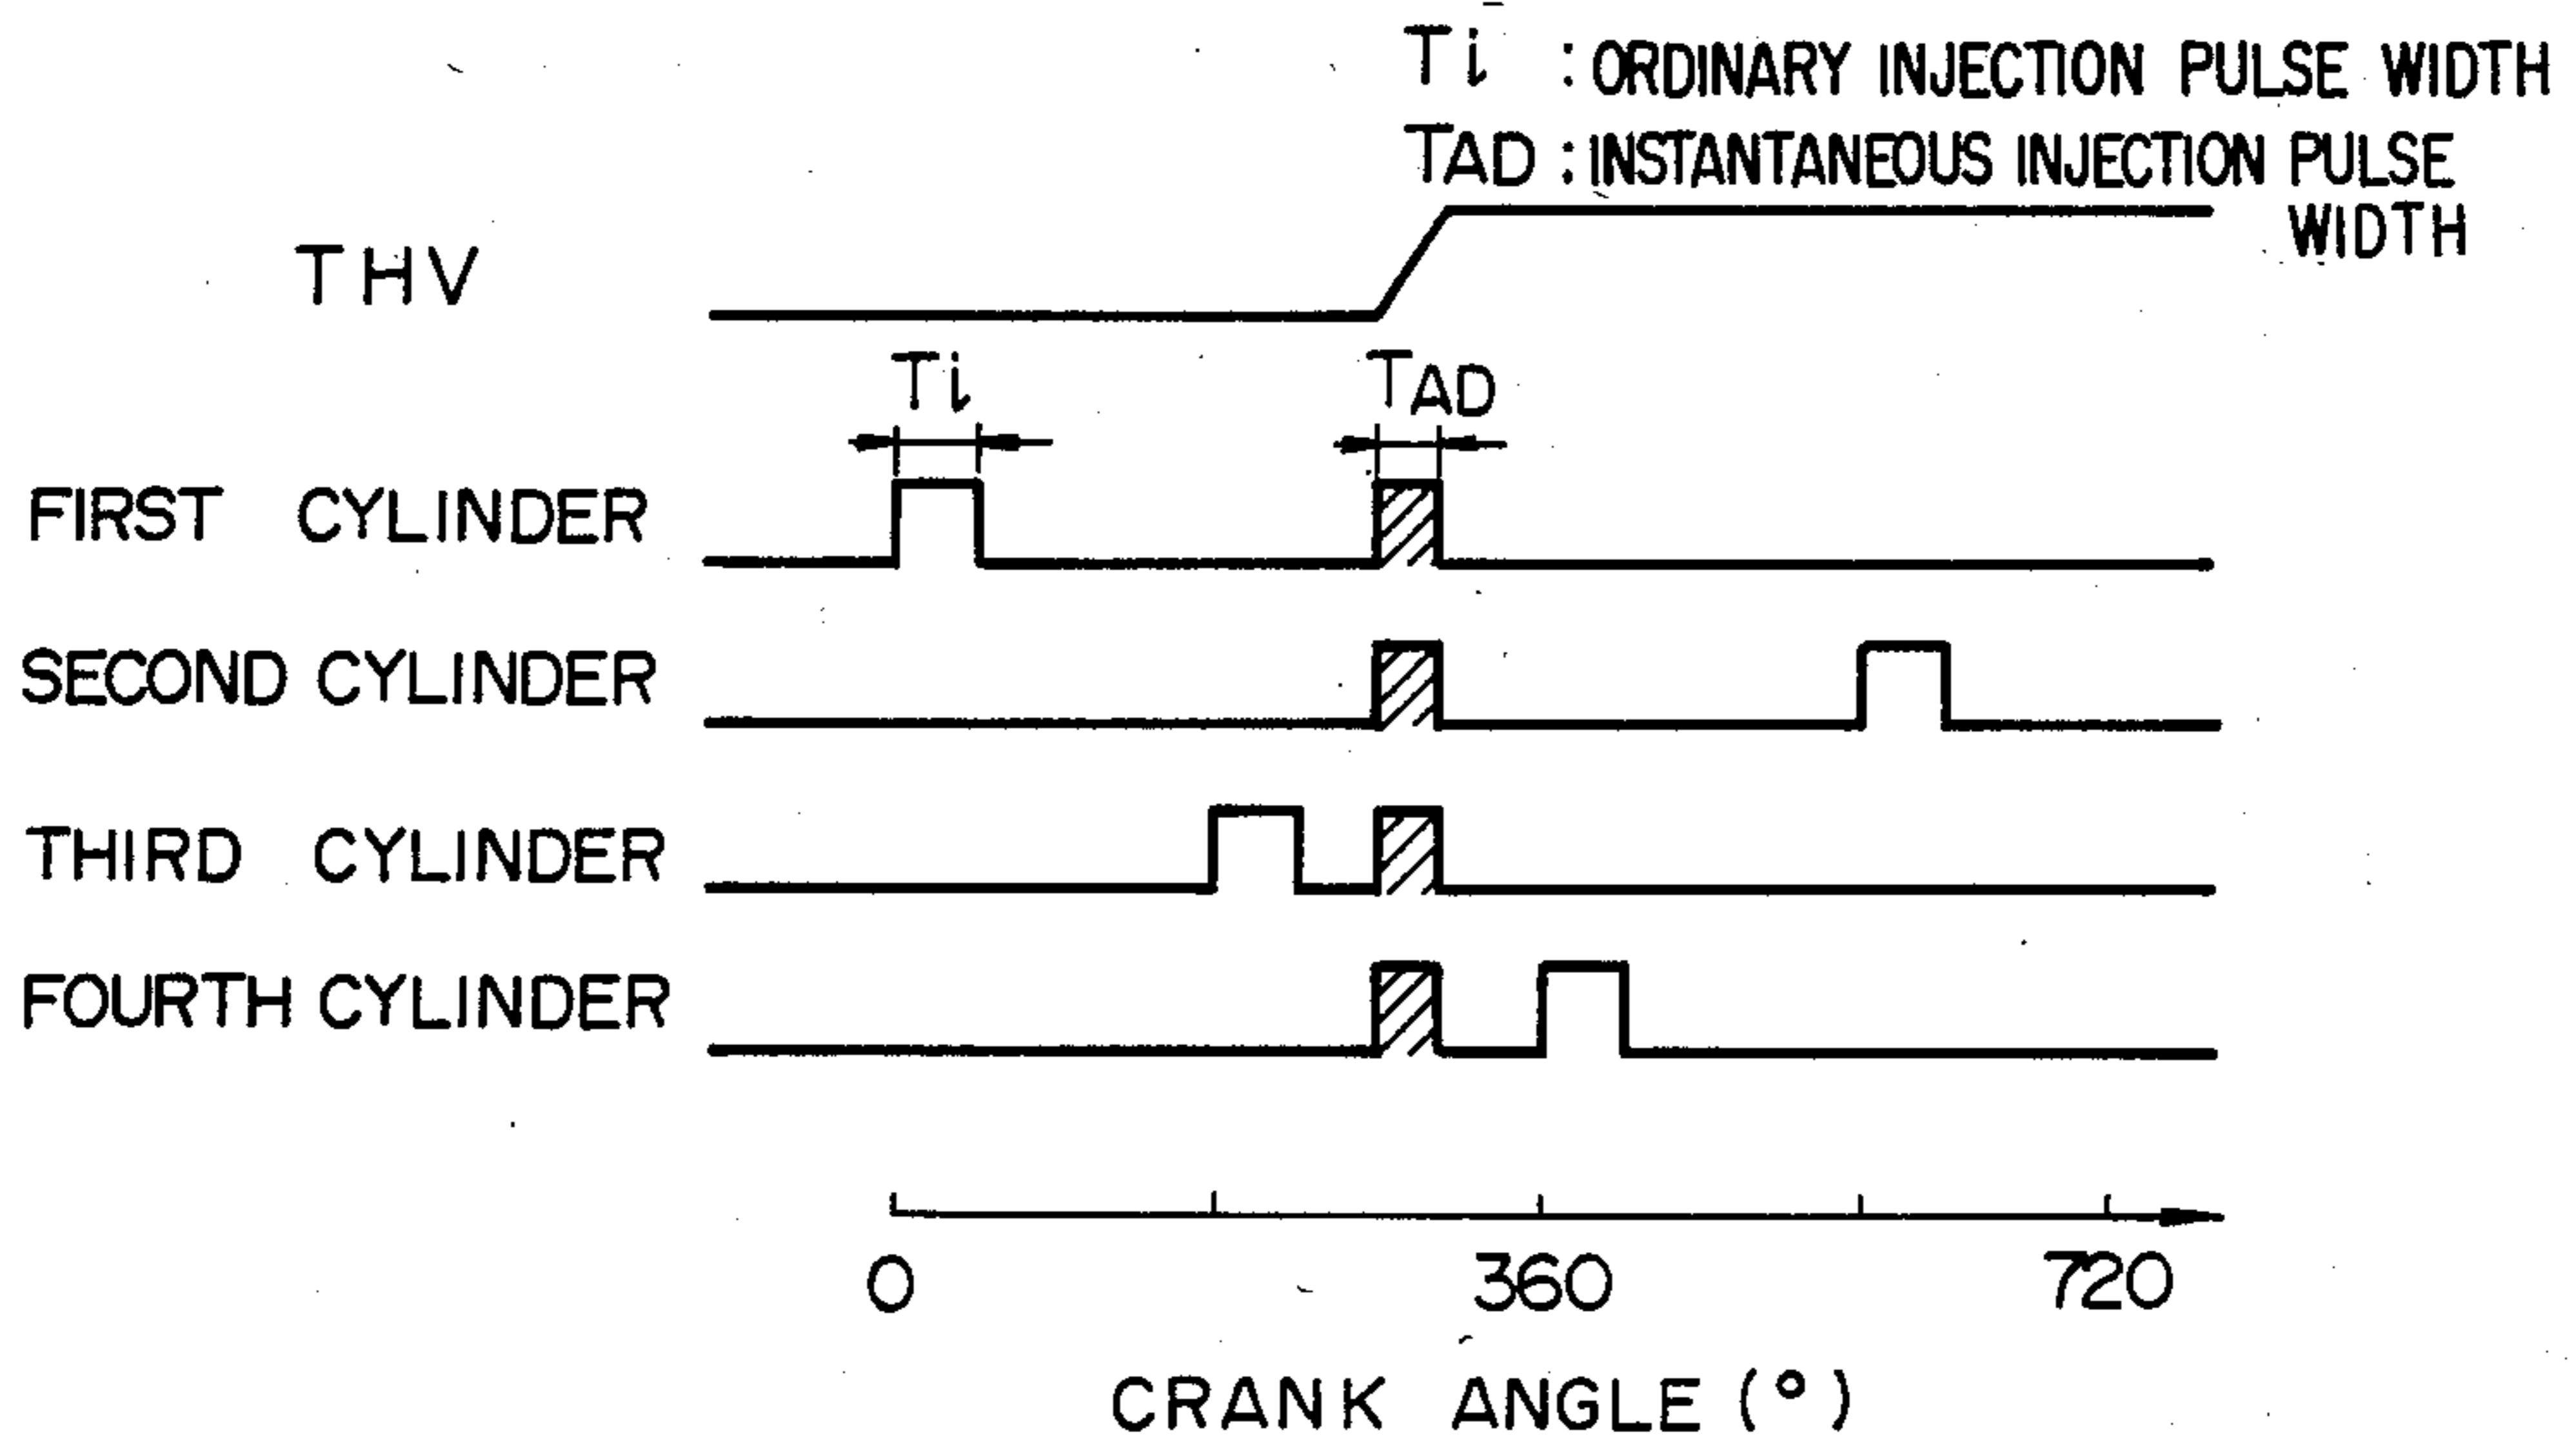 Ti : ORDINARY INJECTION PULSE WIDTH
TAD : INSTANTANEOUS INJECTION PULSE
WIDTH
THV
Ti TAD
FIRST CYLINDER
SECOND CYLINDER
THIRD CYLINDER
FOURTH CYLINDER
0 360 720
CRANK ANGLE (°)